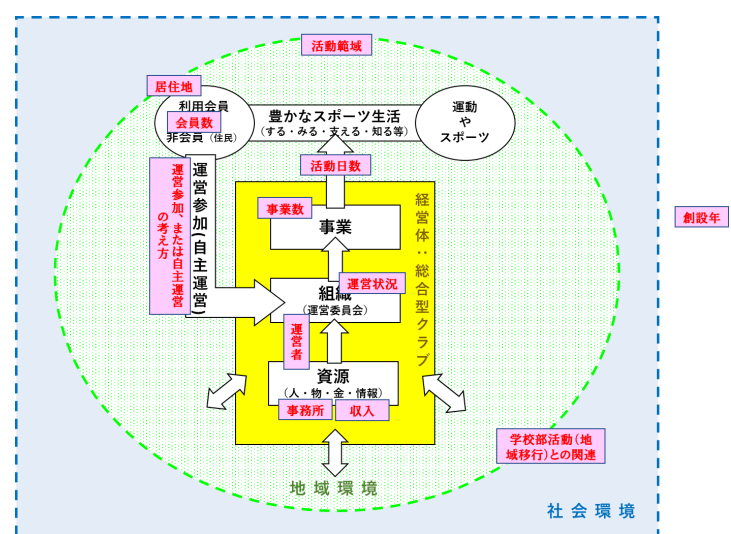 活動範域
居住地
利用会員
会員数
非会員（住民）
豊かなスポーツ生活
（する・みる・支える・知る等）
運動
や
スポーツ
活動日数
運営参加、または自主運営
の考え方
運営参加(自主運営)
経営体：総合型クラブ
事業数
事業
創設年
運営状況
組織
（運営委員会）
運営者
資源
（人・物・金・情報）
事務所
収入
学校部活動（地
域移行）との関連
地域環境
社会環境